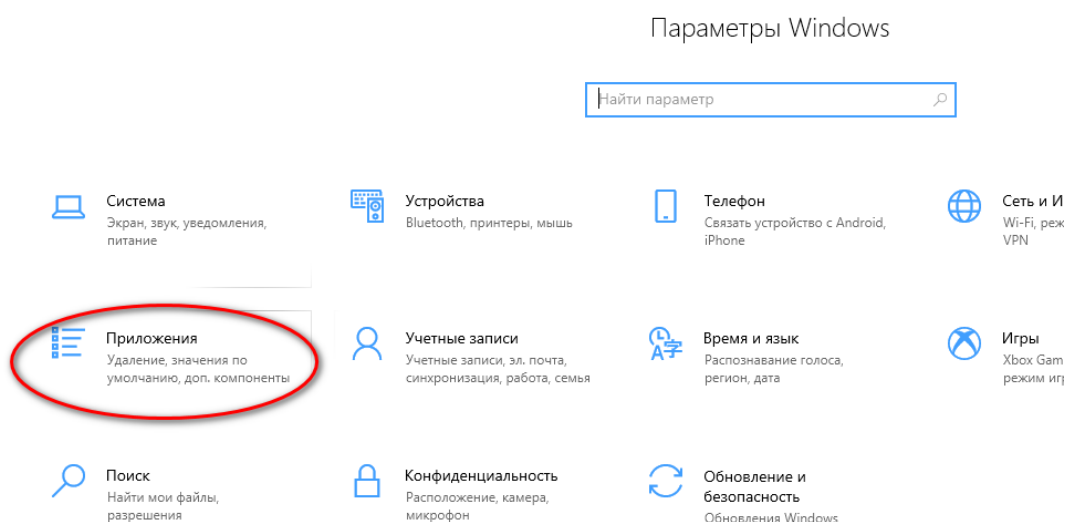 Параметры Windows
Найти параметр
Система
Экран, звук, уведомления,
питание
Устройства
Bluetooth, принтеры, мышь
Телефон
Связать устройство с Android,
iPhone
Сеть и И
Wi-Fi, реж
VPN
Приложения
Удаление, значения по
умолчанию, доп. компоненты
Учетные записи
Учетные записи, эл. почта,
синхронизация, работа, семья
Время и язык
Распознавание голоса,
регион, дата
Игры
Xbox Gam
режим иг
Поиск
Найти мои файлы,
разрешения
Конфиденциальность
Расположение, камера,
микрофон
Обновление и
безопасность
Обновления Windows